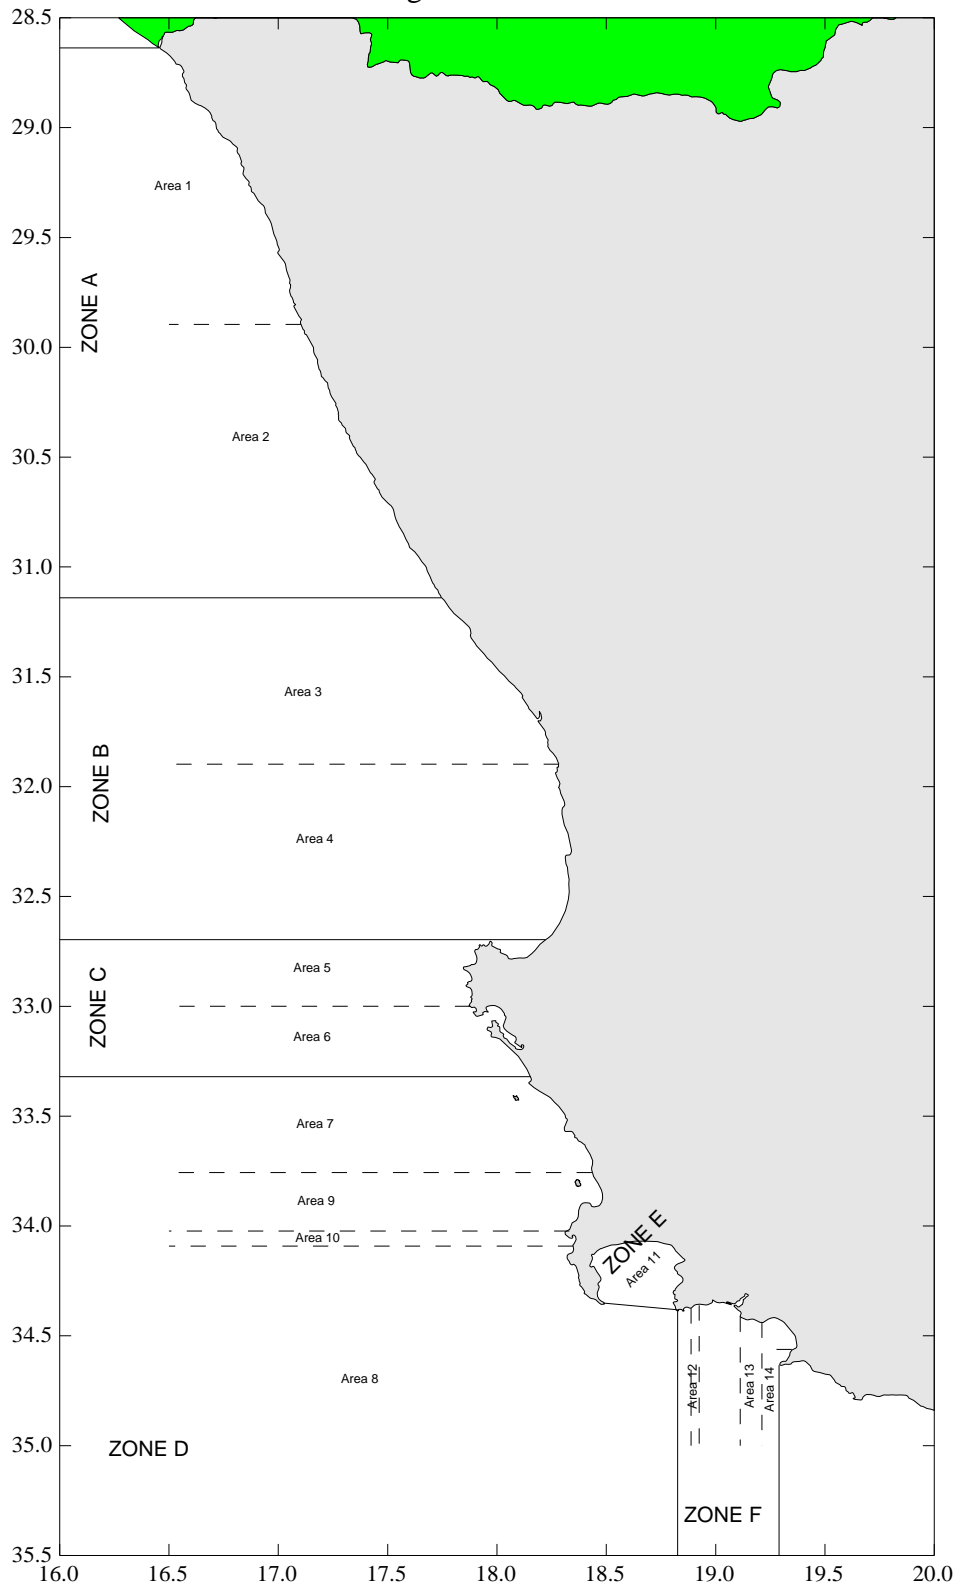 28.5
29.0
Area 1
29.5
ZONE A
30.0
Area 2
30.5
31.0
31.5
Area 3
ZONE B
32.0
Area 4
32.5
Area 5
ZONE C
33.0
Area 6
33.5
Area 7
Area 9
34.0
Area 10
ZONE E
Area 11
34.5
Area 8
Area 12
Area 13
Area 14
35.0
ZONE D
ZONE F
35.5
16.0 16.5 17.0 17.5 18.0 18.5 19.0 19.5 20.0